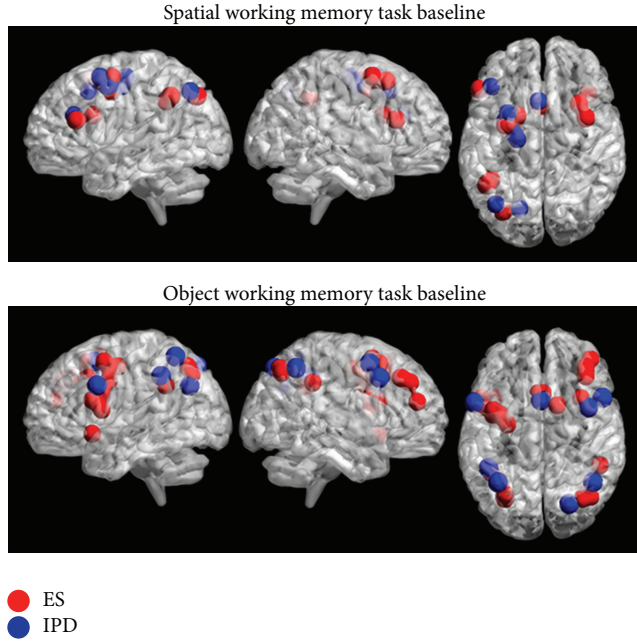 Spatial working memory task baseline
Object working memory task baseline
ES
IPD